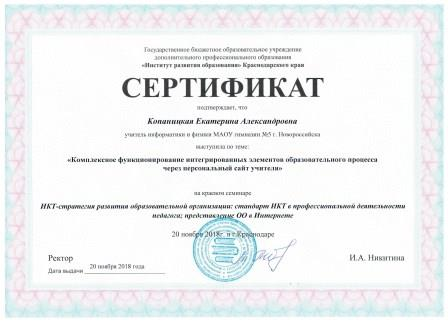 Государственное бюджетное образовательное учреждение
дополнительного профессионального образования
«Институт развития образования» Краснодарского края
СЕРТИФИКАТ
подтверждает, что
Копаницкая Екатерина Александровна
учитель информатики и физики МАОУ гимназии №5 г. Новороссийска
выступила по теме:
«Комплексное функционирование интегрированных элементов образовательного процесса
через персональный сайт учителя»
на краевом семинаре
ИКТ-стратегия развития образовательной организации: стандарт ИКТ в профессиональной деятельности
педагога; представление ОО в Интернете
20 ноября 2018г. в г.Краснодаре
Ректор И.А. Никитина
Дата выдачи 20 ноября 2018 года